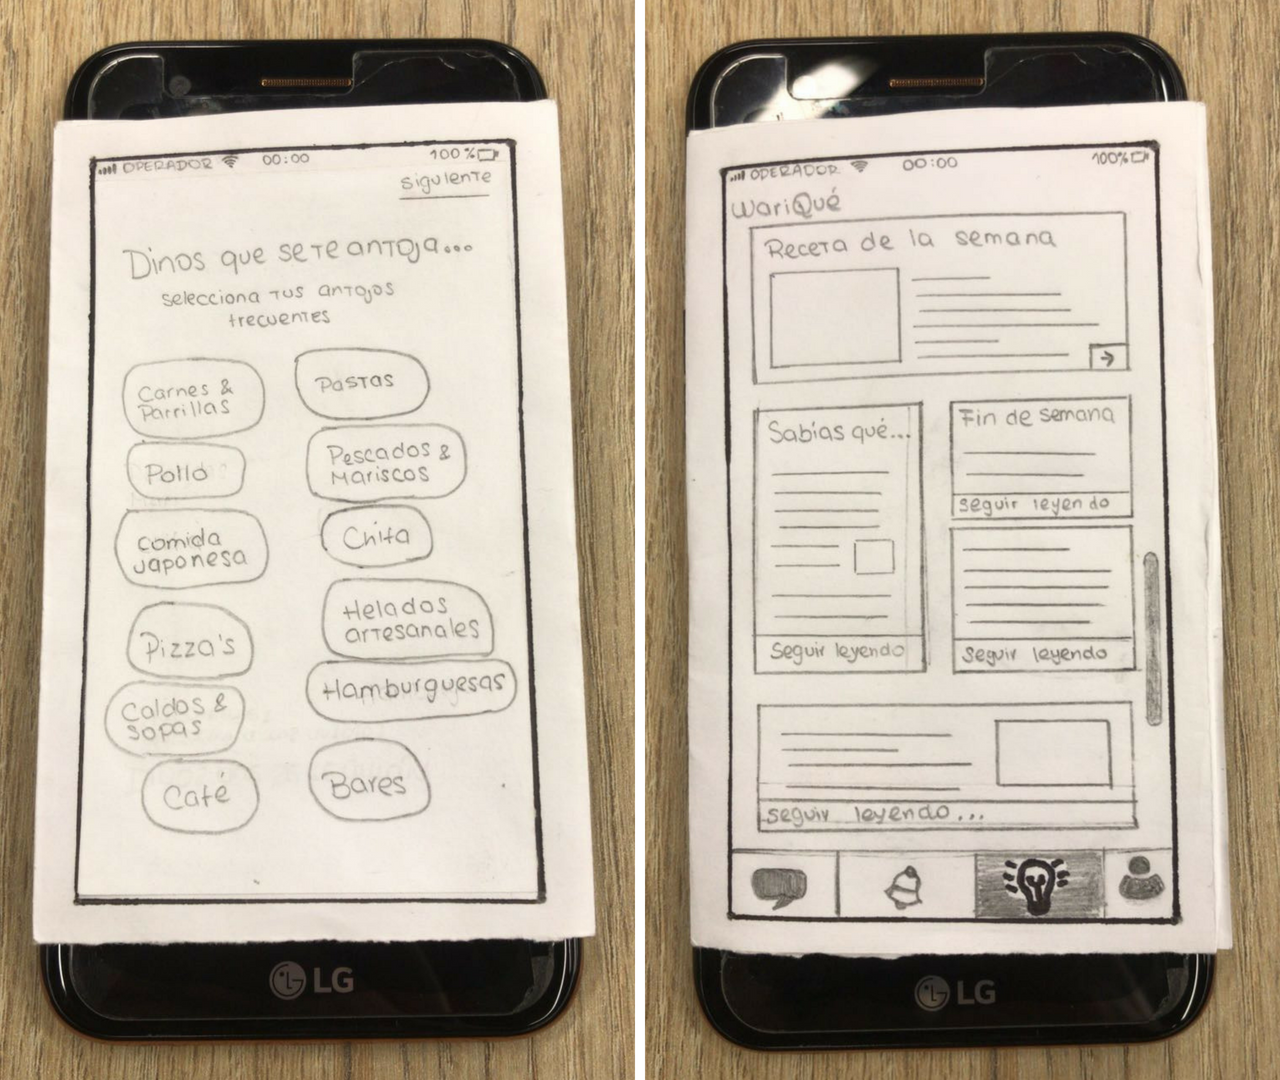 OPERADOR 00:00 100%
siguiente
Dinos que se te antoja...
selecciona tus antojos
frecuentes
Carnes &
Parrillas
Pastas
Pollo
Pescados &
Mariscos
Comida
Japonesa
Chifa
Pizza's
Helados
artesanales
Hamburguesas
Caldos &
sopas
Café
Bares
LG
OPERADOR 00:00 100%
WariQué
Receta de la semana
Sabías qué...
Seguir leyendo
Fin de semana
seguir leyendo
seguir leyendo
seguir leyendo...
LG